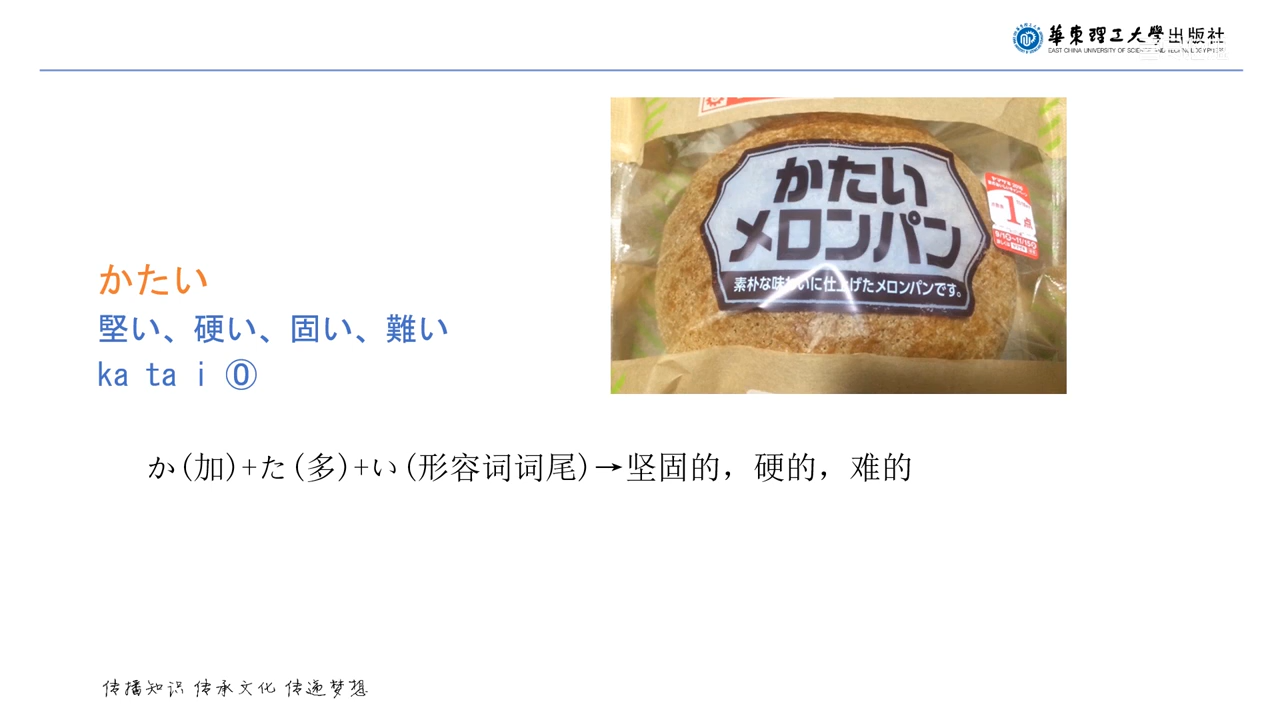 華東理工大學出版社
かたい
メロンパン
素朴な味わいに仕上げたメロンパンです。
1点
かたい
堅い、硬い、固い、難い
ka ta i ⓪
か(加)+た(多)+い(形容词词尾)→坚固的，硬的，难的
传播知识 传承文化 传递梦想